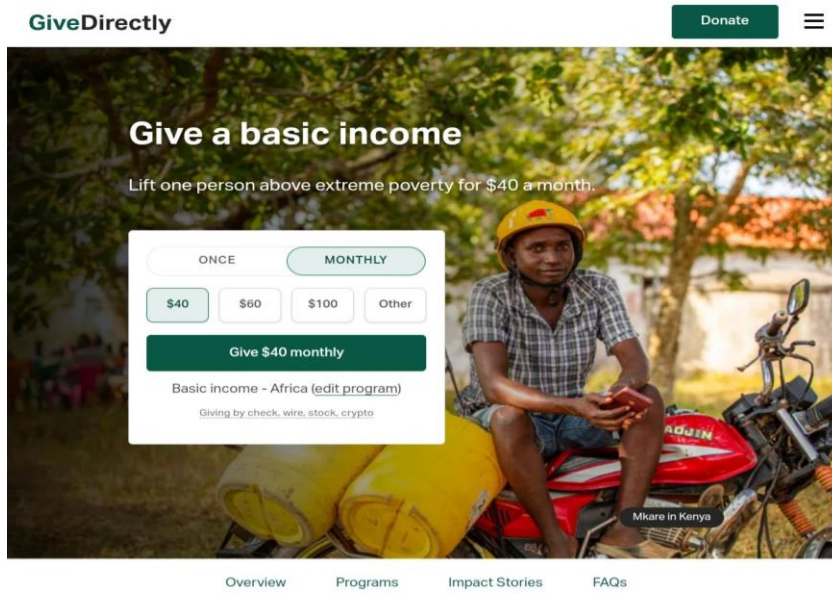 GiveDirectly
Donate
Give a basic income
Lift one person above extreme poverty for $40 a month.
ONCE MONTHLY
$40 $60 $100 Other
Give $40 monthly
Basic income - Africa (edit program)
Giving by check, wire, stock, crypto
Mkare in Kenya
Overview Programs Impact Stories FAQs